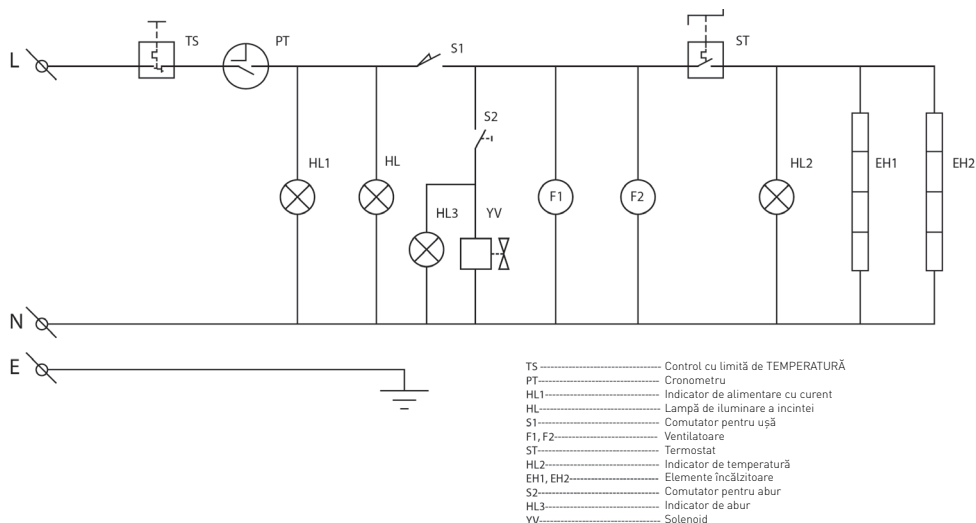 L
TS
PT
S1
ST
S2
HL1
HL
HL3
YV
F1
F2
HL2
EH1
EH2
N
E
TS ------------------------------ Control cu limită de TEMPERATURĂ
PT------------------------------ Cronometru
HL1----------------------------- Indicator de alimentare cu curent
HL------------------------------ Lampă de iluminare a incintei
S1------------------------------ Comutator pentru ușă
F1, F2-------------------------- Ventilatoare
ST------------------------------ Termostat
HL2----------------------------- Indicator de temperatură
EH1, EH2----------------------- Elemente încălzitoare
S2------------------------------ Comutator pentru abur
HL3----------------------------- Indicator de abur
YV------------------------------ Solenoid